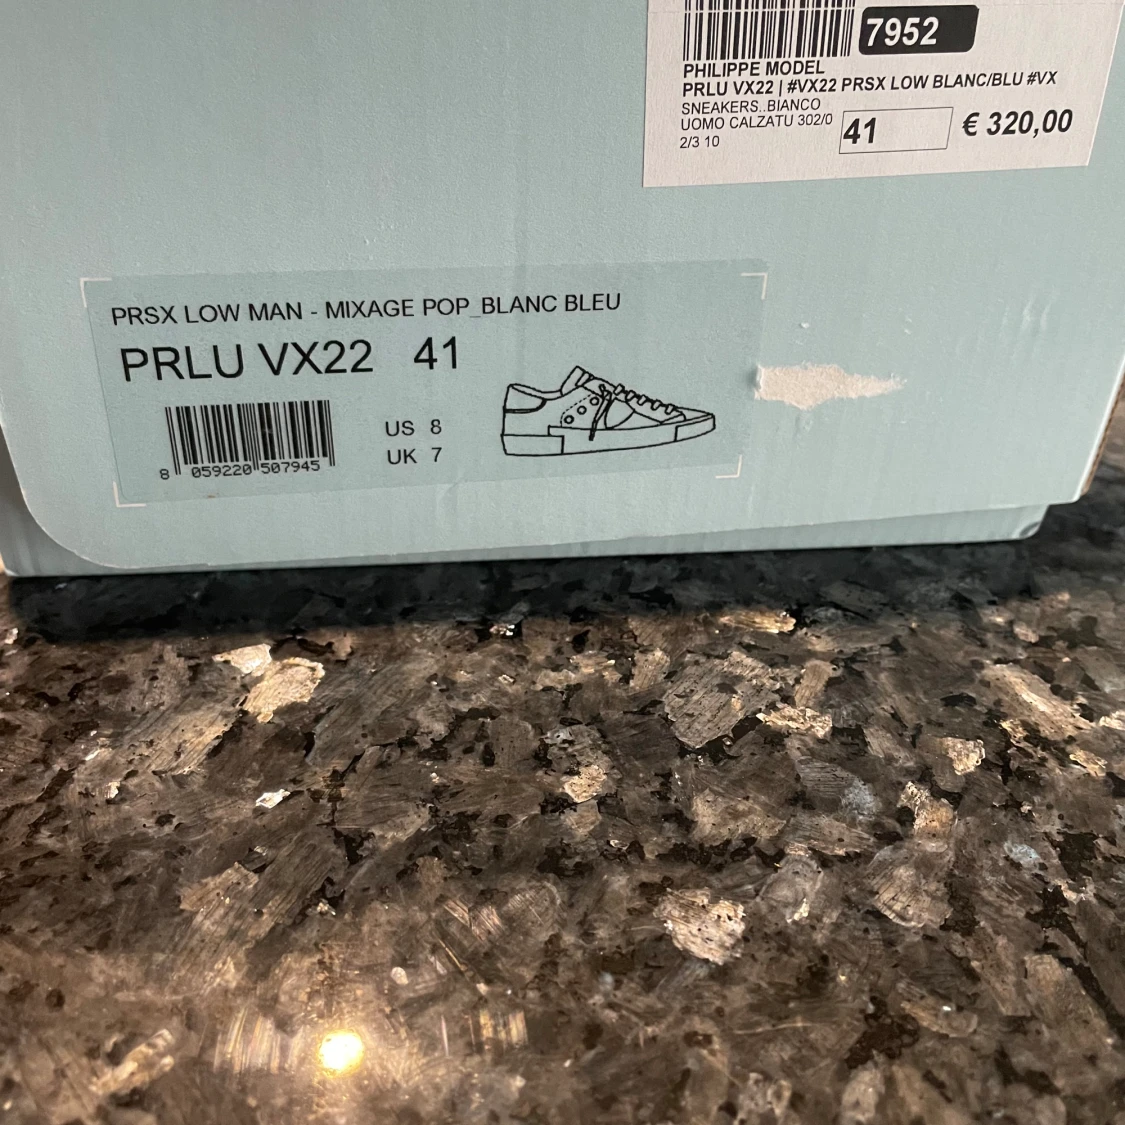 7952
PHILIPPE MODEL
PRLU VX22 | #VX22 PRSX LOW BLANC/BLU #VX
SNEAKERS..BIANCO
UOMO CALZATU 302/0
2/3 10
41
€ 320,00
PRSX LOW MAN - MIXAGE POP_BLANC BLEU
PRLU VX22 41
US 8
UK 7
8 059220 507945